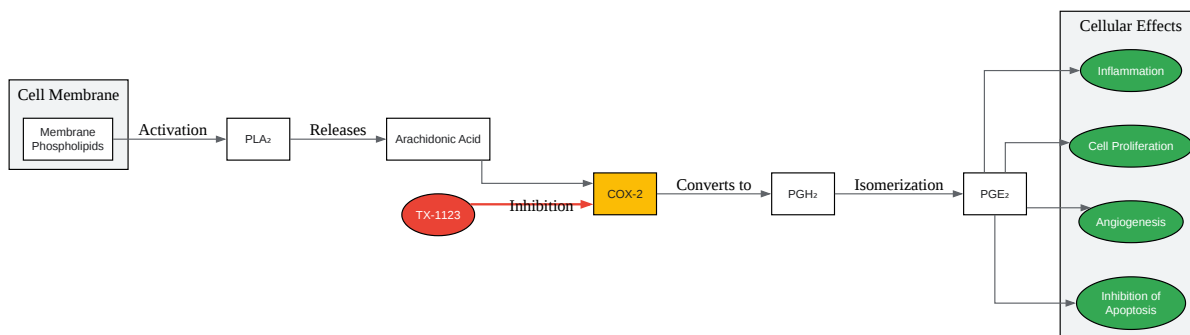 Cellular Effects
Inflammation
Cell Membrane
Membrane
Phospholipids
Activation
PLA₂
Releases
Arachidonic Acid
Cell Proliferation
TX-1123
Inhibition
COX-2
Converts to
PGH₂
Isomerization
PGE₂
Angiogenesis
Inhibition of
Apoptosis